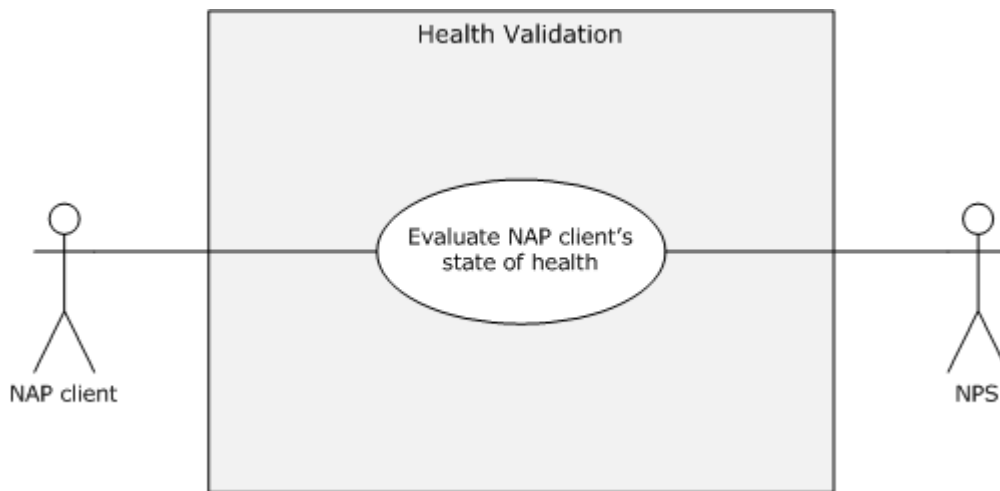 Health Validation
Evaluate NAP client's
state of health
NAP client
NPS